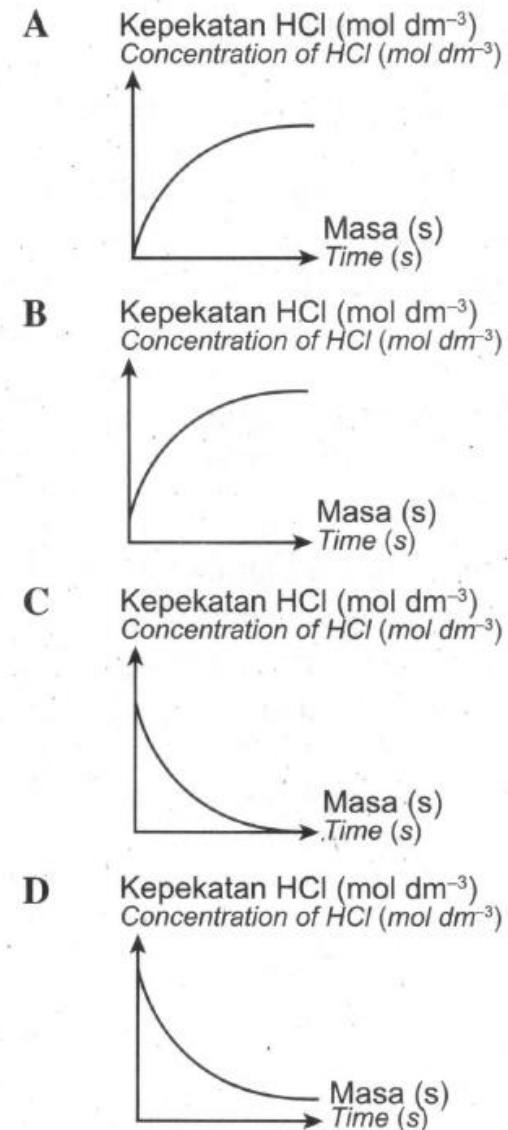 A Kepekatan HCl (mol dm⁻³)
Concentration of HCl (mol dm⁻³)
Masa (s)
Time (s)
B Kepekatan HCl (mol dm⁻³)
Concentration of HCl (mol dm⁻³)
Masa (s)
Time (s)
C Kepekatan HCl (mol dm⁻³)
Concentration of HCl (mol dm⁻³)
Masa (s)
Time (s)
D Kepekatan HCl (mol dm⁻³)
Concentration of HCl (mol dm⁻³)
Masa (s)
Time (s)